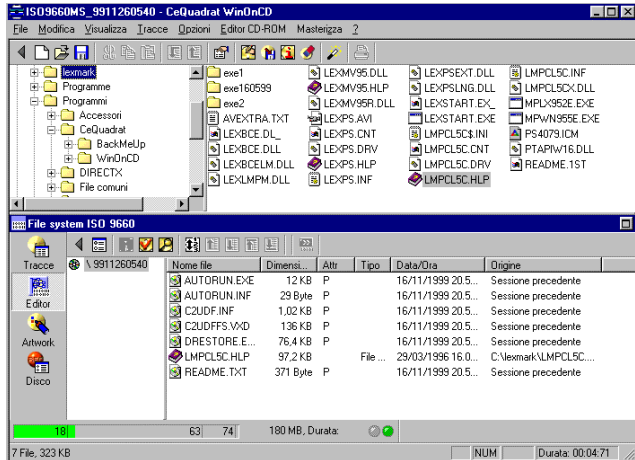 ISO9660MS_9911260540 - CeQuadrat WinOnCD
File Modifica Visualizza Tracce Opzioni Editor CD-ROM Masterizza ?
lexmark
Programme
Programmi
Accessori
CeQuadrat
BackMeUp
WinOnCD
DIRECTX
File comuni
exe1
exe160599
exe2
AVEXTRA.TXT
LEXBCE.DL_
LEXBCE.DLL
LEXBCELM.DLL
LEXLMPM.DLL
LEXMV95.DLL
LEXMV95.HLP
LEXMV95R.DLL
LEXPS.AVI
LEXPS.CNT
LEXPS.DRV
LEXPS.HLP
LEXPS.INF
LEXPSEXT.DLL
LEXPSLNG.DLL
LEXSTART.EX_
LEXSTART.EXE
LMPCL5C$.INI
LMPCL5C.CNT
LMPCL5C.DRV
LMPCL5C.HLP
LMPCL5C.INF
LMPCL5CX.DLL
MPLX952E.EXE
MPWN955E.EXE
PS4079.ICM
PTAPIW16.DLL
README.1ST
File system ISO 9660
Tracce
Editor
Artwork
Disco
\ 9911260540
Nome file Dimensi... Attr Tipo Data/Ora Origine
AUTORUN.EXE 12 KB P 16/11/1999 20.5... Sessione precedente
AUTORUN.INF 29 Byte P 16/11/1999 20.5... Sessione precedente
C2UDF.INF 1,02 KB P 16/11/1999 20.5... Sessione precedente
C2UDFFS.VXD 136 KB P 16/11/1999 20.5... Sessione precedente
DRESTORE.E... 76,4 KB P 16/11/1999 20.5... Sessione precedente
LMPCL5C.HLP 97,2 KB File ... 29/03/1996 16.0... C:\lexmark\LMPCL5C....
README.TXT 371 Byte P 16/11/1999 20.5... Sessione precedente
18 63 74 180 MB, Durata:
7 File, 323 KB NUM Durata: 00:04:71